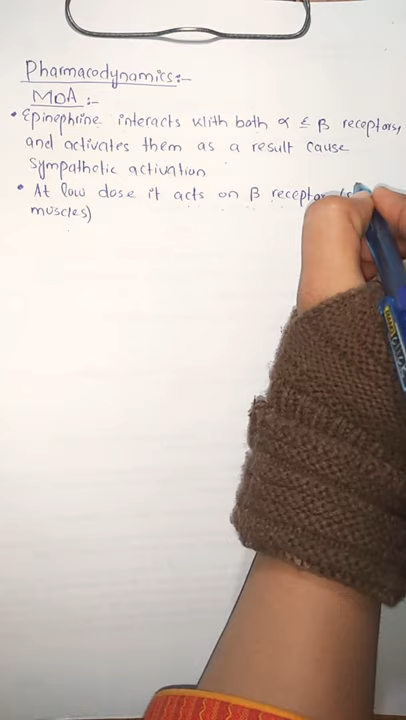 Pharmacodynamics:-
MOA:-
• Epinephrine interacts with both α & β receptors,
and activates them as a result cause
sympathetic activation
• At low dose it acts on β receptor
muscles)